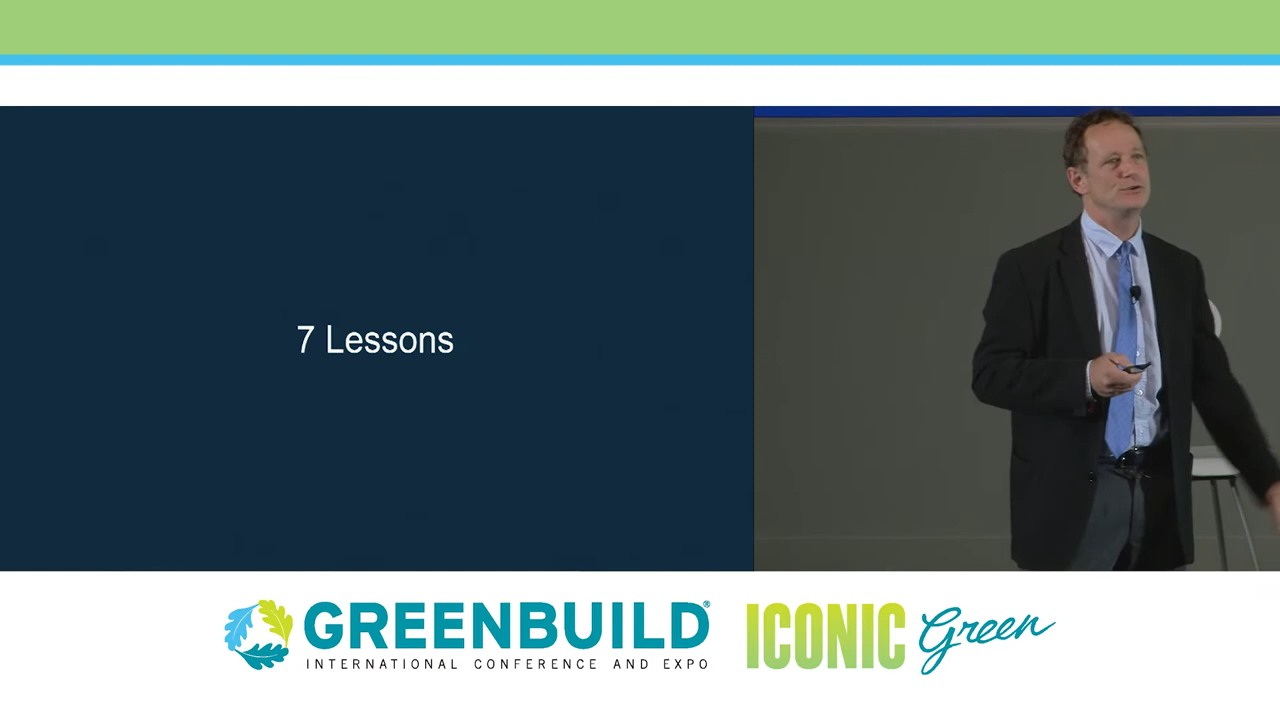 7 Lessons
GREENBUILD®
INTERNATIONAL CONFERENCE AND EXPO
ICONIC Green